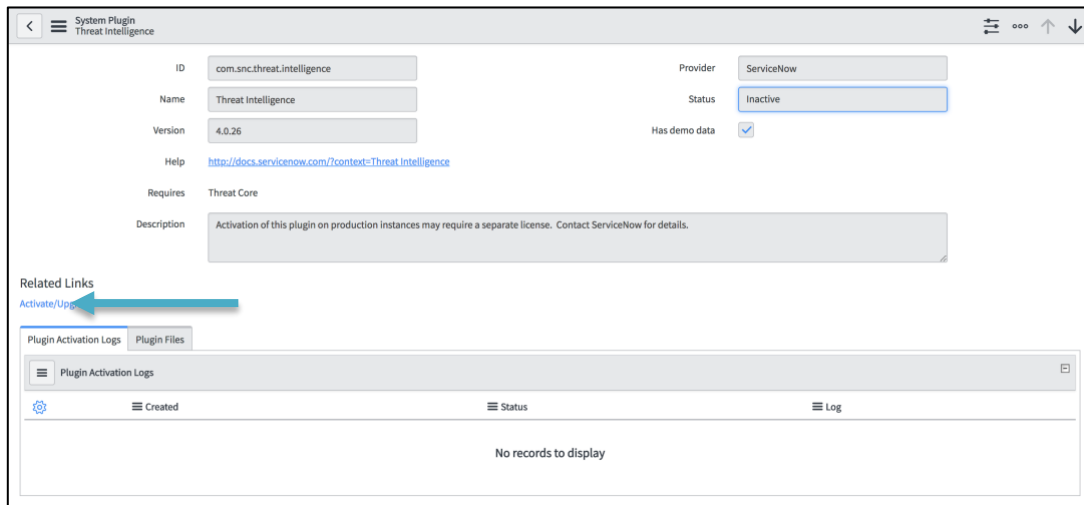 System Plugin
Threat Intelligence
ID com.snc.threat.intelligence Provider ServiceNow
Name Threat Intelligence Status Inactive
Version 4.0.26 Has demo data
Help http://docs.servicenow.com/?context=Threat Intelligence
Requires Threat Core
Description Activation of this plugin on production instances may require a separate license. Contact ServiceNow for details.
Related Links
Activate/Upg
Plugin Activation Logs Plugin Files
Plugin Activation Logs
Created Status Log
No records to display